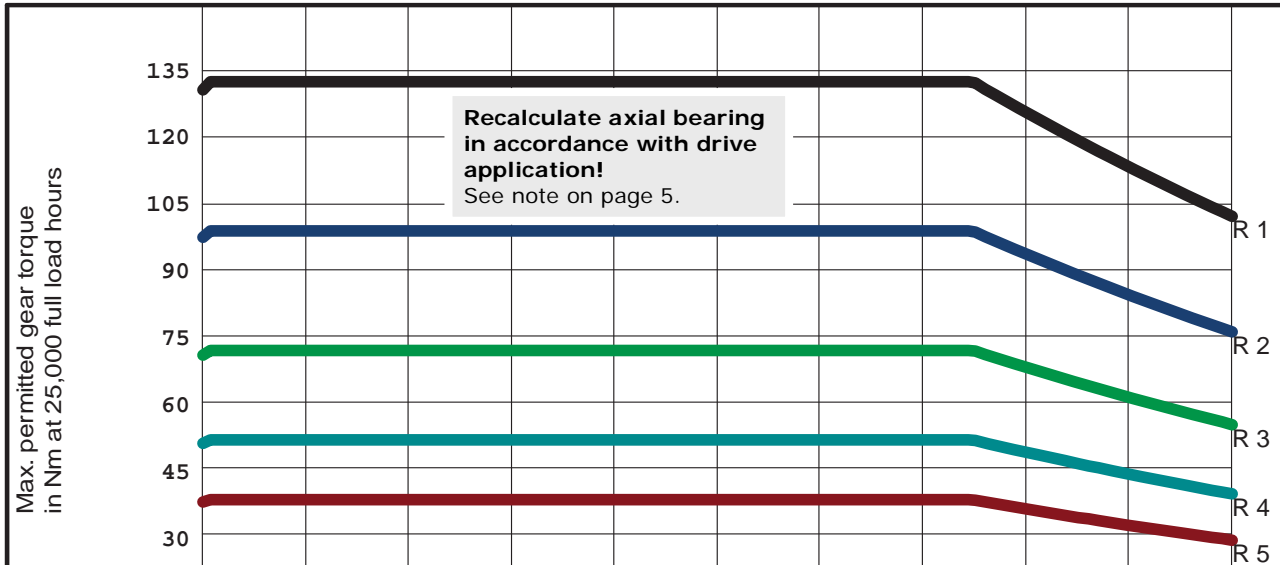 Max. permitted gear torque
in Nm at 25,000 full load hours
135
120
105
90
75
60
45
30
Recalculate axial bearing
in accordance with drive
application!
See note on page 5.
R 1
R 2
R 3
R 4
R 5